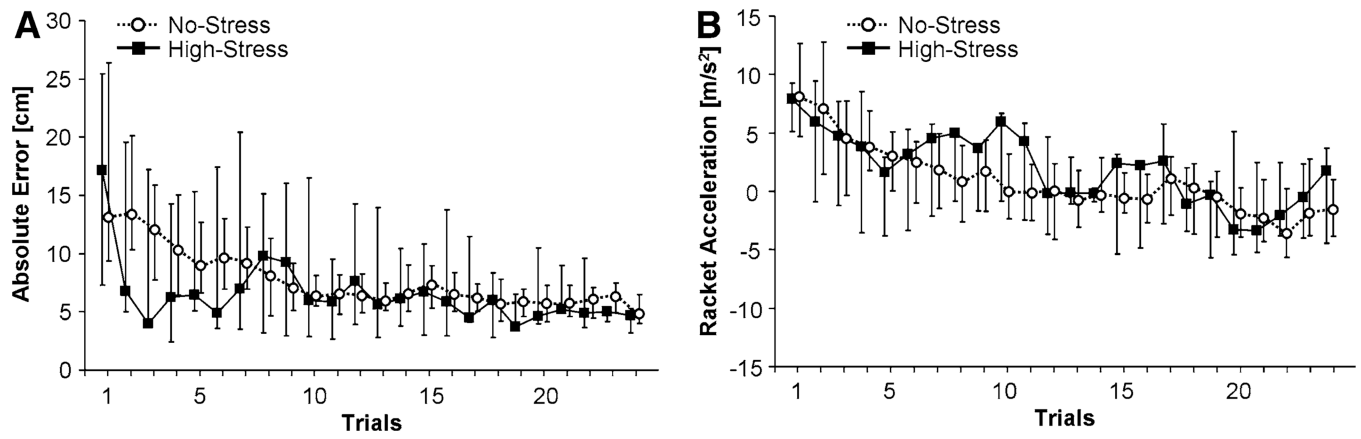 A
No-Stress
High-Stress
Absolute Error [cm]
30
25
20
15
10
5
0
1 5 10 15 20
Trials
B
No-Stress
High-Stress
Racket Acceleration [m/s²]
15
10
5
0
-5
-10
-15
1 5 10 15 20
Trials